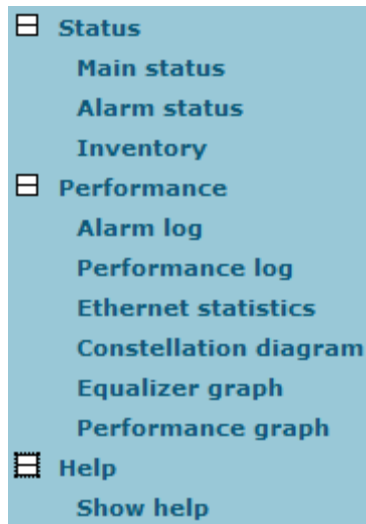 Status
Main status
Alarm status
Inventory
Performance
Alarm log
Performance log
Ethernet statistics
Constellation diagram
Equalizer graph
Performance graph
Help
Show help